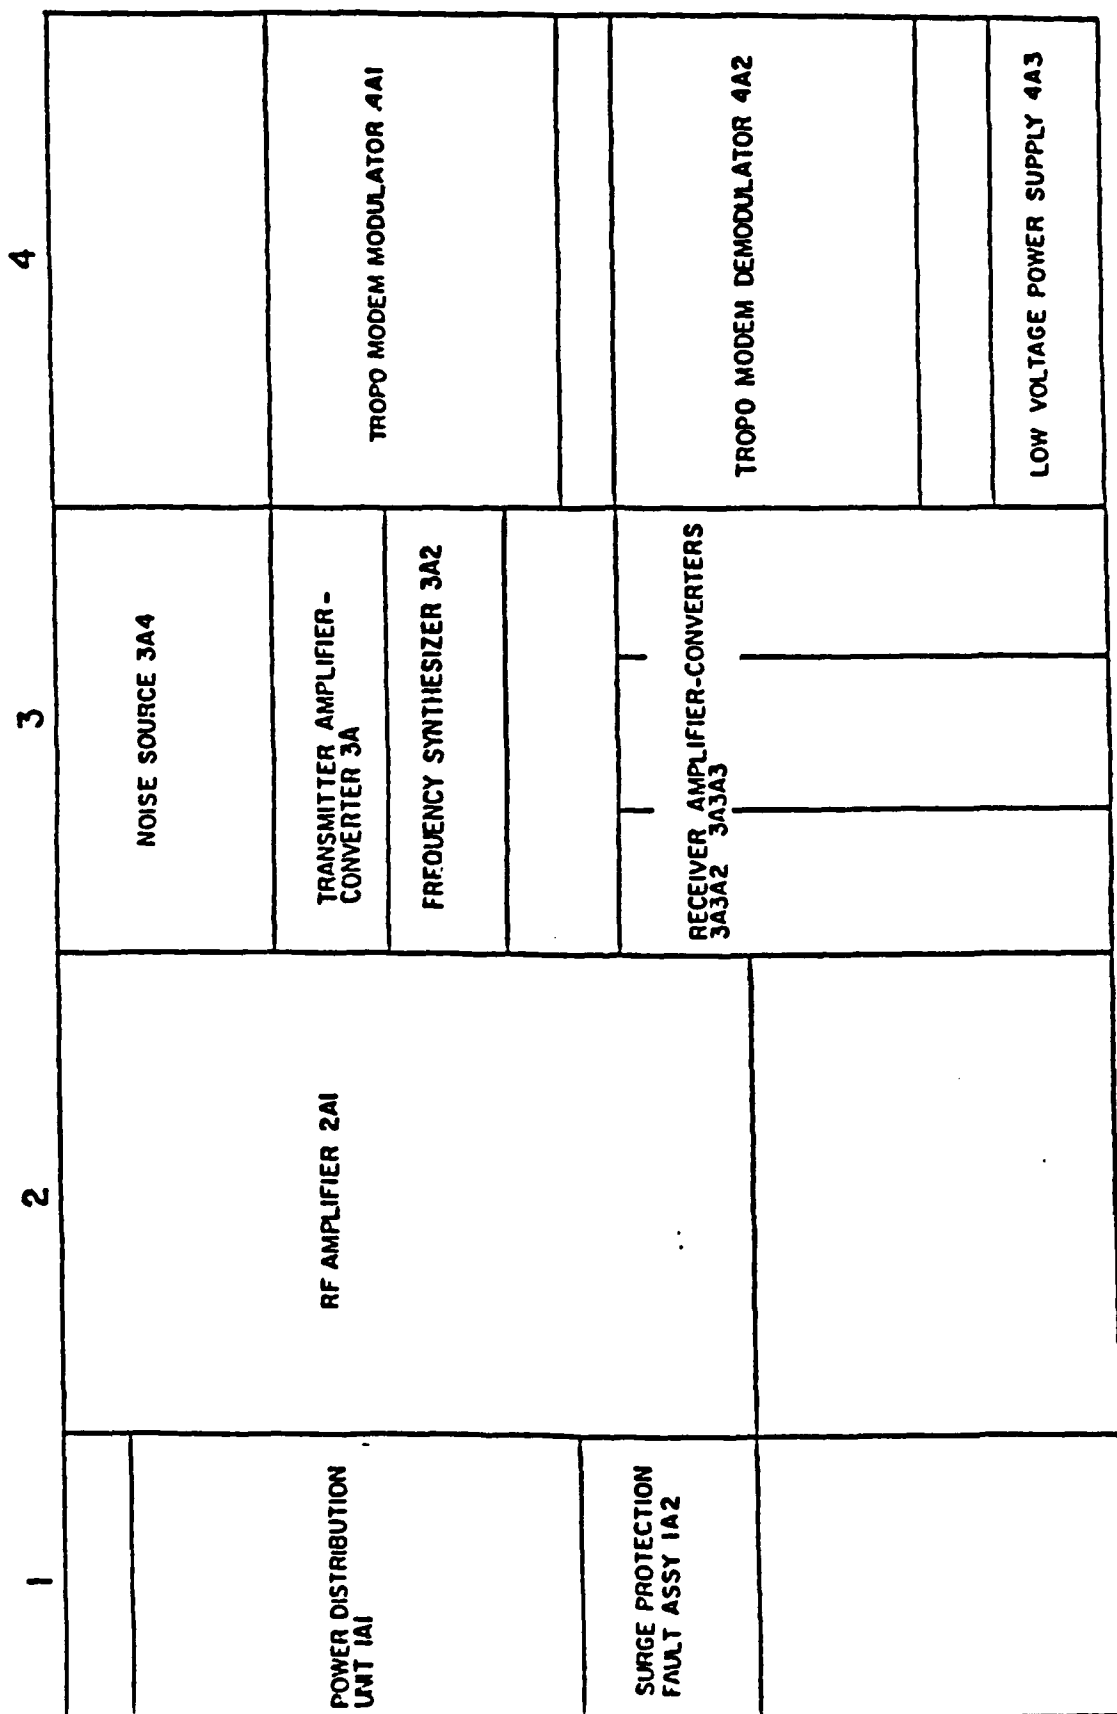 1
2
3
4
POWER DISTRIBUTION
UNIT 1A1
SURGE PROTECTION
FAULT ASSY 1A2
RF AMPLIFIER 2A1
NOISE SOURCE 3A4
TRANSMITTER AMPLIFIER-
CONVERTER 3A
FREQUENCY SYNTHESIZER 3A2
RECEIVER AMPLIFIER-CONVERTERS
3A3A2 3A3A3
TROPO MODEM MODULATOR 4A1
TROPO MODEM DEMODULATOR 4A2
LOW VOLTAGE POWER SUPPLY 4A3